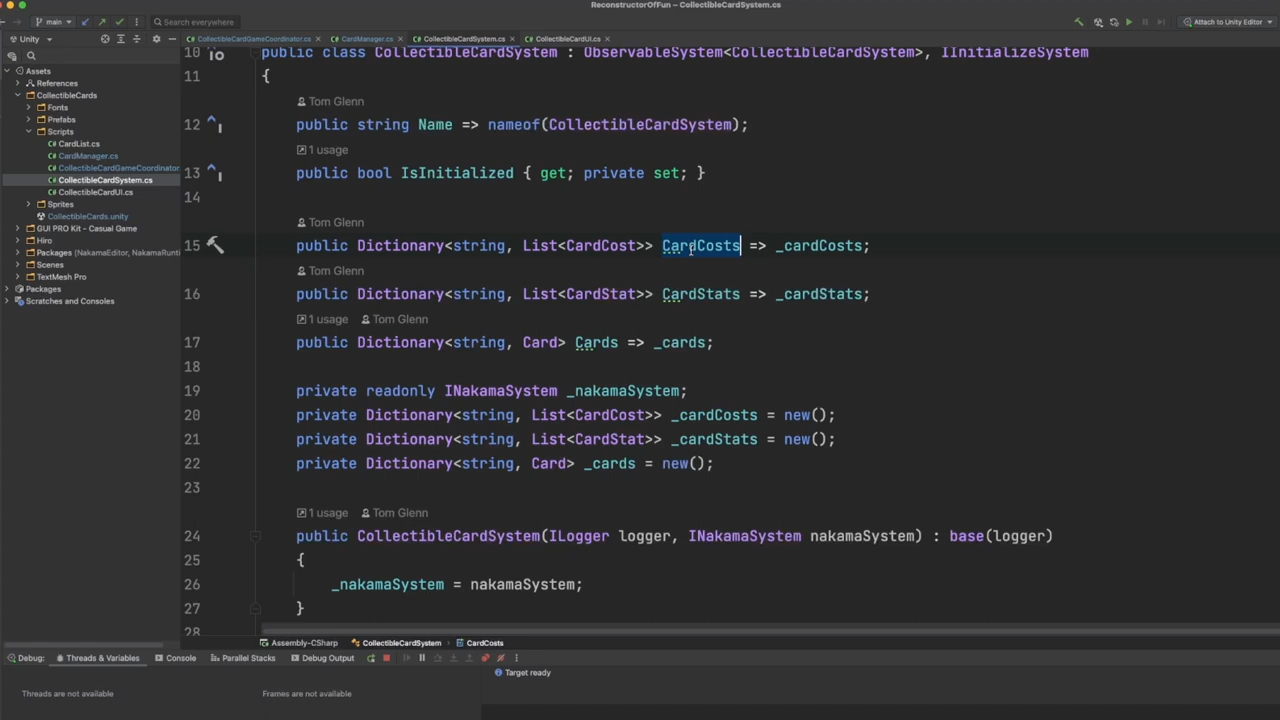 ReconstructorOfFun – CollectibleCardSystem.cs
main
Search everywhere
Attach to Unity Editor
Unity
CollectibleCardGameCoordinator.cs
CardManager.cs
CollectibleCardSystem.cs
CollectibleCardUI.cs
Assets
References
CollectibleCards
Fonts
Prefabs
Scripts
CardList.cs
CardManager.cs
CollectibleCardGameCoordinator
CollectibleCardSystem.cs
CollectibleCardUI.cs
Sprites
CollectibleCards.unity
GUI PRO Kit - Casual Game
Hiro
Packages (NakamaEditor, NakamaRuntim
Scenes
TextMesh Pro
Packages
Scratches and Consoles
10 public class CollectibleCardSystem : ObservableSystem<CollectibleCardSystem>, IInitializeSystem
11 {
Tom Glenn
12 public string Name => nameof(CollectibleCardSystem);
1 usage
13 public bool IsInitialized { get; private set; }
14
Tom Glenn
15 public Dictionary<string, List<CardCost>> CardCosts => _cardCosts;
Tom Glenn
16 public Dictionary<string, List<CardStat>> CardStats => _cardStats;
1 usage Tom Glenn
17 public Dictionary<string, Card> Cards => _cards;
18
19 private readonly INakamaSystem _nakamaSystem;
20 private Dictionary<string, List<CardCost>> _cardCosts = new();
21 private Dictionary<string, List<CardStat>> _cardStats = new();
22 private Dictionary<string, Card> _cards = new();
23
1 usage Tom Glenn
24 public CollectibleCardSystem(ILogger logger, INakamaSystem nakamaSystem) : base(logger)
25 {
26 _nakamaSystem = nakamaSystem;
27 }
28
Assembly-CSharp CollectibleCardSystem CardCosts
Debug: Threads & Variables Console Parallel Stacks Debug Output
Target ready
Threads are not available
Frames are not available